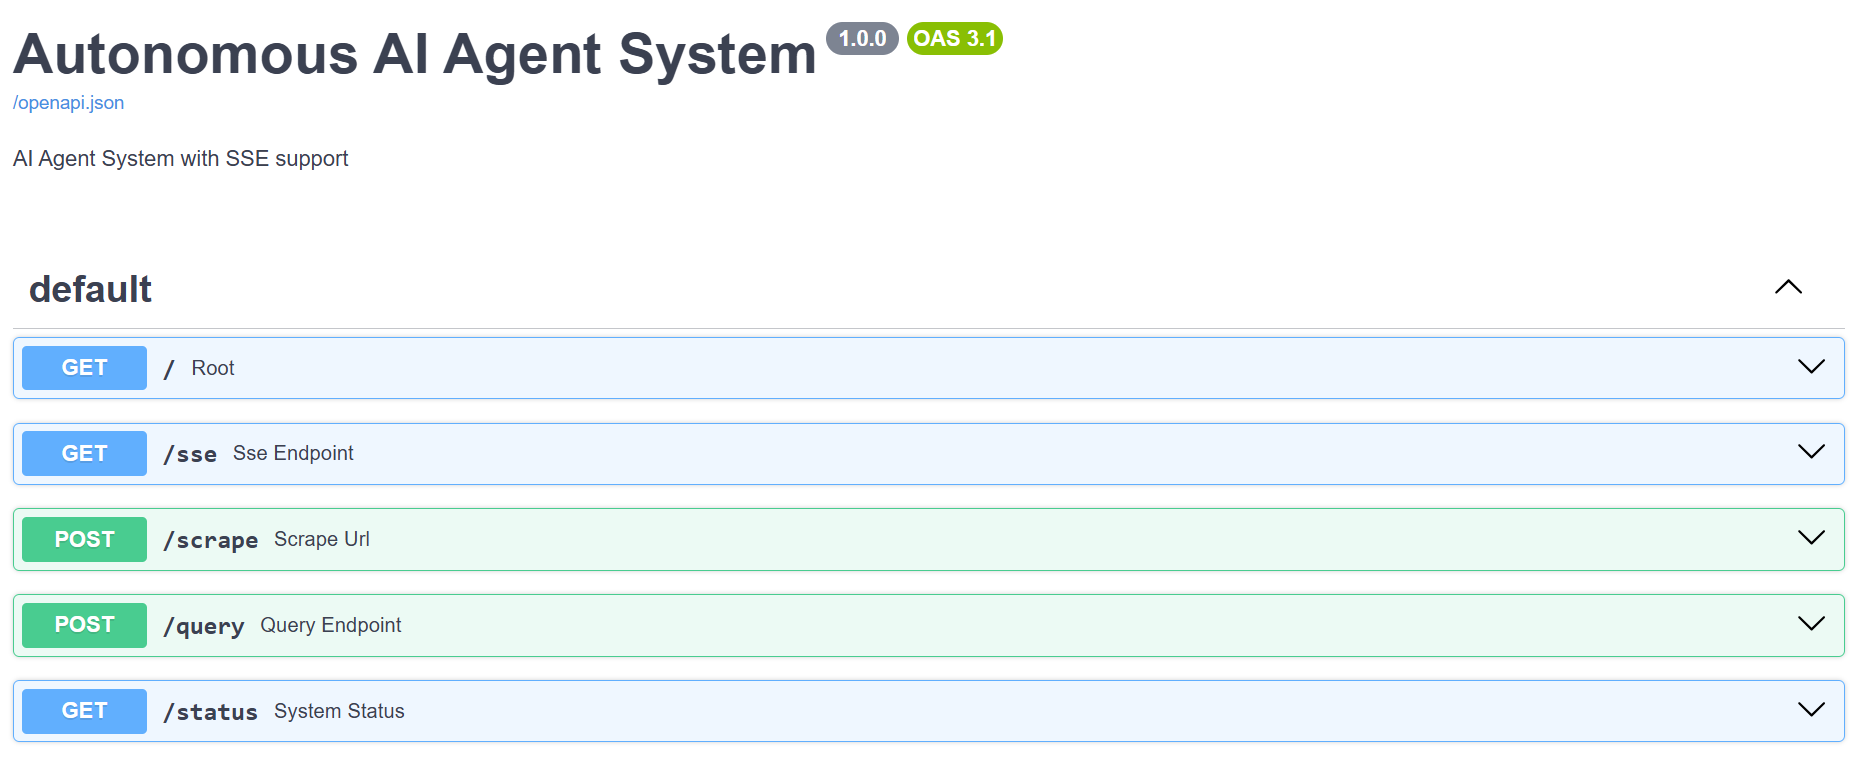 Autonomous AI Agent System 1.0.0 OAS 3.1
/openapi.json
AI Agent System with SSE support
default
GET / Root
GET /sse Sse Endpoint
POST /scrape Scrape Url
POST /query Query Endpoint
GET /status System Status